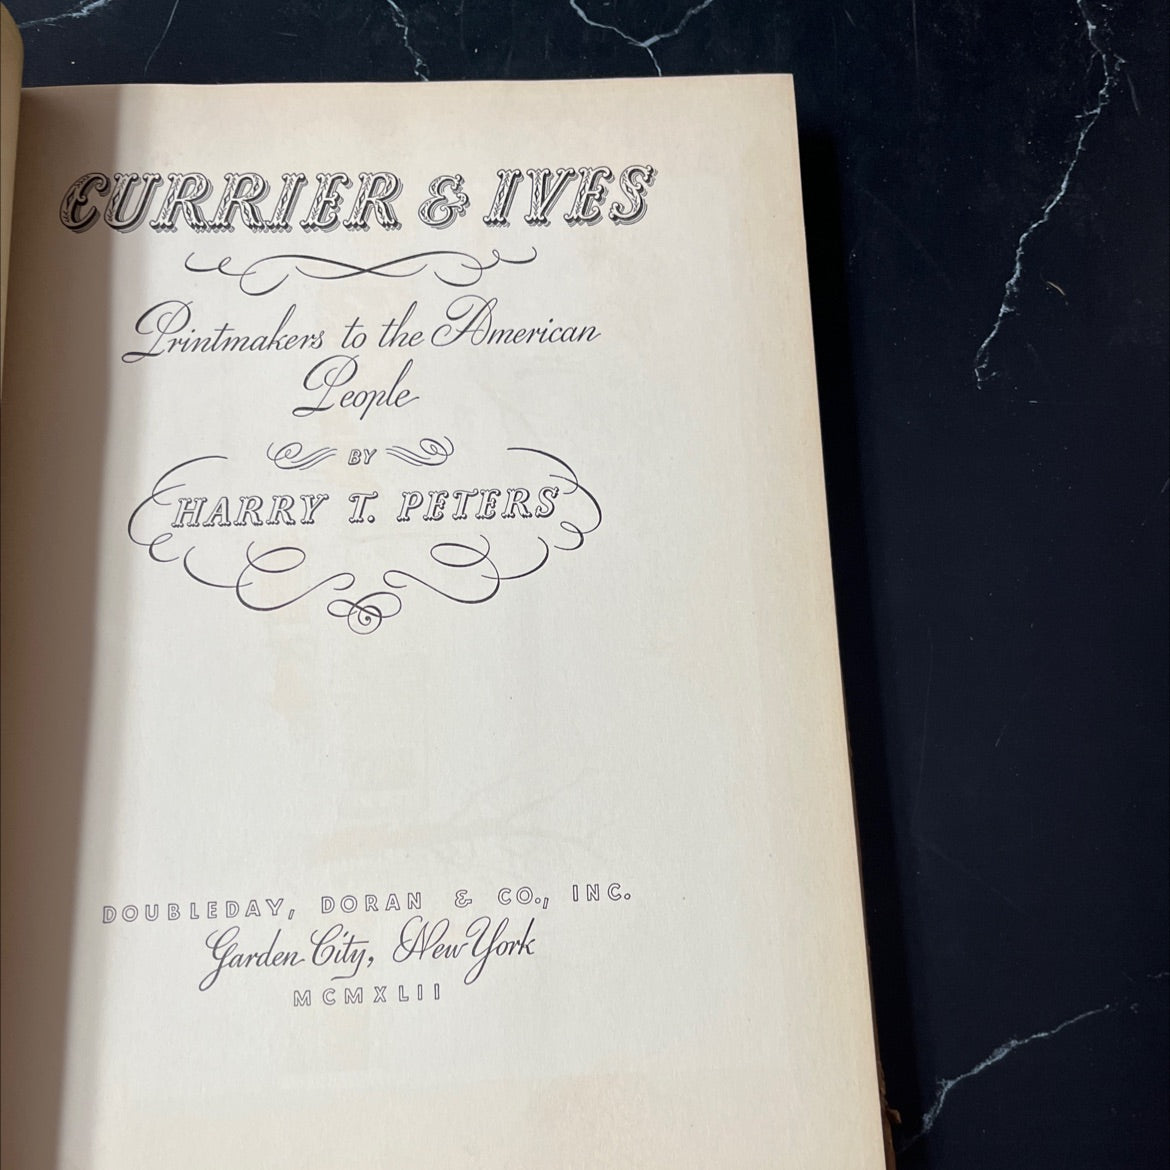 CURRIER & IVES
Printmakers to the American
People
BY
HARRY T. PETERS
DOUBLEDAY, DORAN & CO., INC.
Garden City, New York
MCMXLII